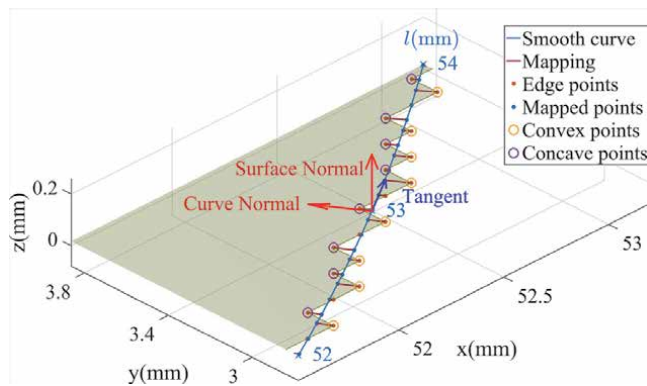 l(mm)
54
Smooth curve
Mapping
Edge points
Mapped points
Convex points
Concave points
Surface Normal
Tangent
Curve Normal
53
0.2
0
z(mm)
3.8
3.4
3
y(mm)
52
52
52.5
53
x(mm)